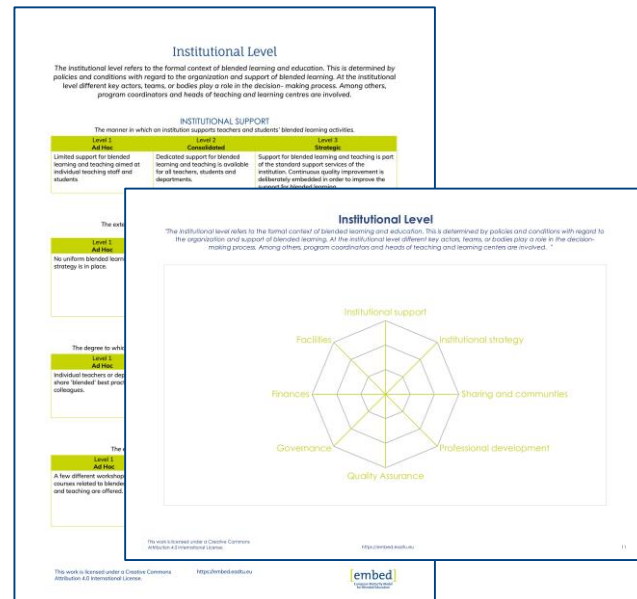 Institutional Level
The institutional level refers to the formal context of blended learning and education. This is determined by
policies and conditions with regard to the organization and support of blended learning. At the institutional
level different key actors, teams, or bodies play a role in the decision- making process. Among others,
program coordinators and heads of teaching and learning centres are involved.
INSTITUTIONAL SUPPORT
The manner in which an institution supports teachers and students' blended learning activities.
Level 1
Ad Hoc
Level 2
Consolidated
Level 3
Strategic
Limited support for blended
learning and teaching aimed at
individual teaching staff and
students
Dedicated support for blended
learning and teaching is available
for all teachers, students and
departments.
Support for blended learning and teaching is part
of the standard support services of the
institution. Continuous quality improvement is
deliberately embedded in order to improve the
support for blended learning
The exte
Level 1
Ad Hoc
No uniform blended learn
strategy is in place.
The degree to whic
Level 1
Ad Hoc
Individual teachers or dep
share 'blended' best pract
colleagues.
The e
Level 1
Ad Hoc
A few different workshop
courses related to blende
and teaching are offered.
This work is licensed under a Creative Commons
Attribution 4.0 International License.
https://embed.eadtu.eu
[embed]
European Maturity Model
for Blended Education
Institutional Level
"The institutional level refers to the formal context of blended learning and education. This is determined by policies and conditions with regard to
the organization and support of blended learning. At the institutional level different key actors, teams, or bodies play a role in the decision-
making process. Among others, program coordinators and heads of teaching and learning centers are involved. "
Institutional support
Facilities
Institutional strategy
Finances
Sharing and communities
Governance
Professional development
Quality Assurance
This work is licensed under a Creative Commons
Attribution 4.0 International License.
https://embed.eadtu.eu
11